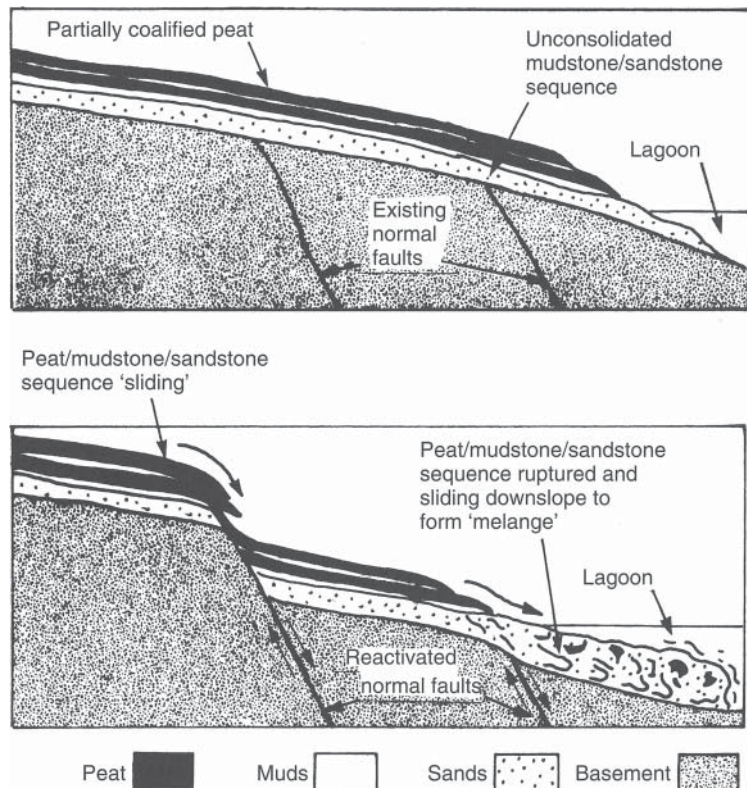 Partially coalified peat
Unconsolidated
mudstone/sandstone
sequence
Lagoon
Existing
normal
faults
Peat/mudstone/sandstone
sequence ‘sliding’
Peat/mudstone/sandstone
sequence ruptured and
sliding downslope to
form ‘melange’
Lagoon
Reactivated
normal faults
Peat
Muds
Sands
Basement